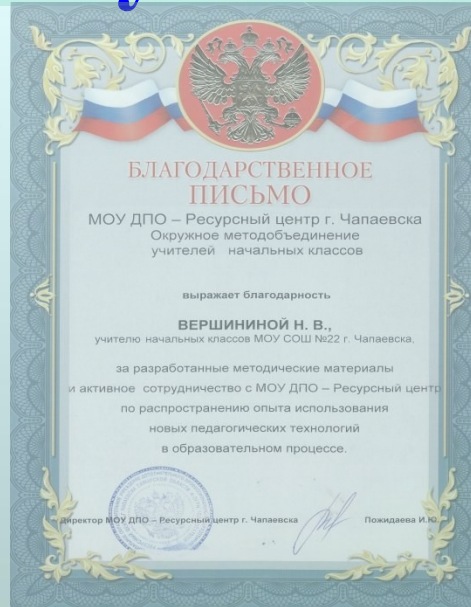 БЛАГОДАРСТВЕННОЕ
ПИСЬМО
МОУ ДПО – Ресурсный центр г. Чапаевска
Окружное методобъединение
учителей начальных классов
выражает благодарность
ВЕРШИНИНОЙ Н. В.,
учителю начальных классов МОУ СОШ №22 г. Чапаевска,
за разработанные методические материалы
и активное сотрудничество с МОУ ДПО – Ресурсный центр
по распространению опыта использования
новых педагогических технологий
в образовательном процессе.
Директор МОУ ДПО – Ресурсный центр г. Чапаевска Пожидаева И.Ю.